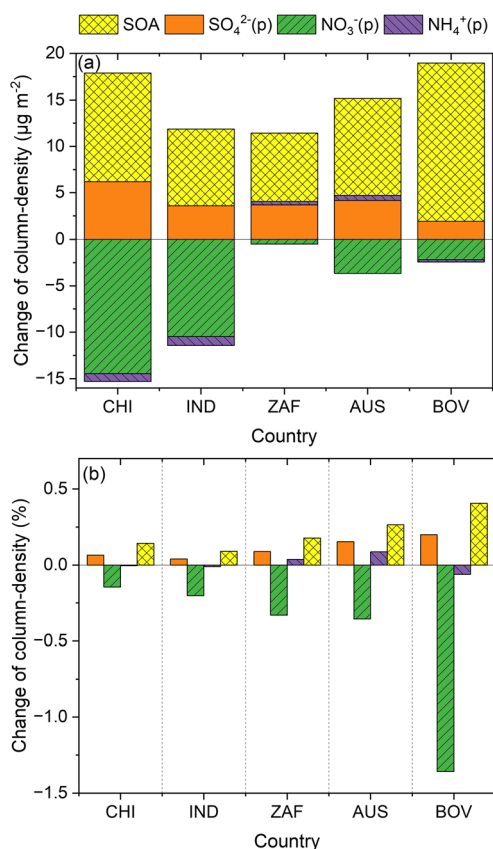 SOA SO₄²⁻(p) NO₃⁻(p) NH₄⁺(p)
(a)
Change of column-density (µg m⁻²)
20
15
10
5
0
−5
−10
−15
CHI IND ZAF AUS BOV
Country
(b)
Change of column-density (%)
0.5
0.0
−0.5
−1.0
−1.5
CHI IND ZAF AUS BOV
Country